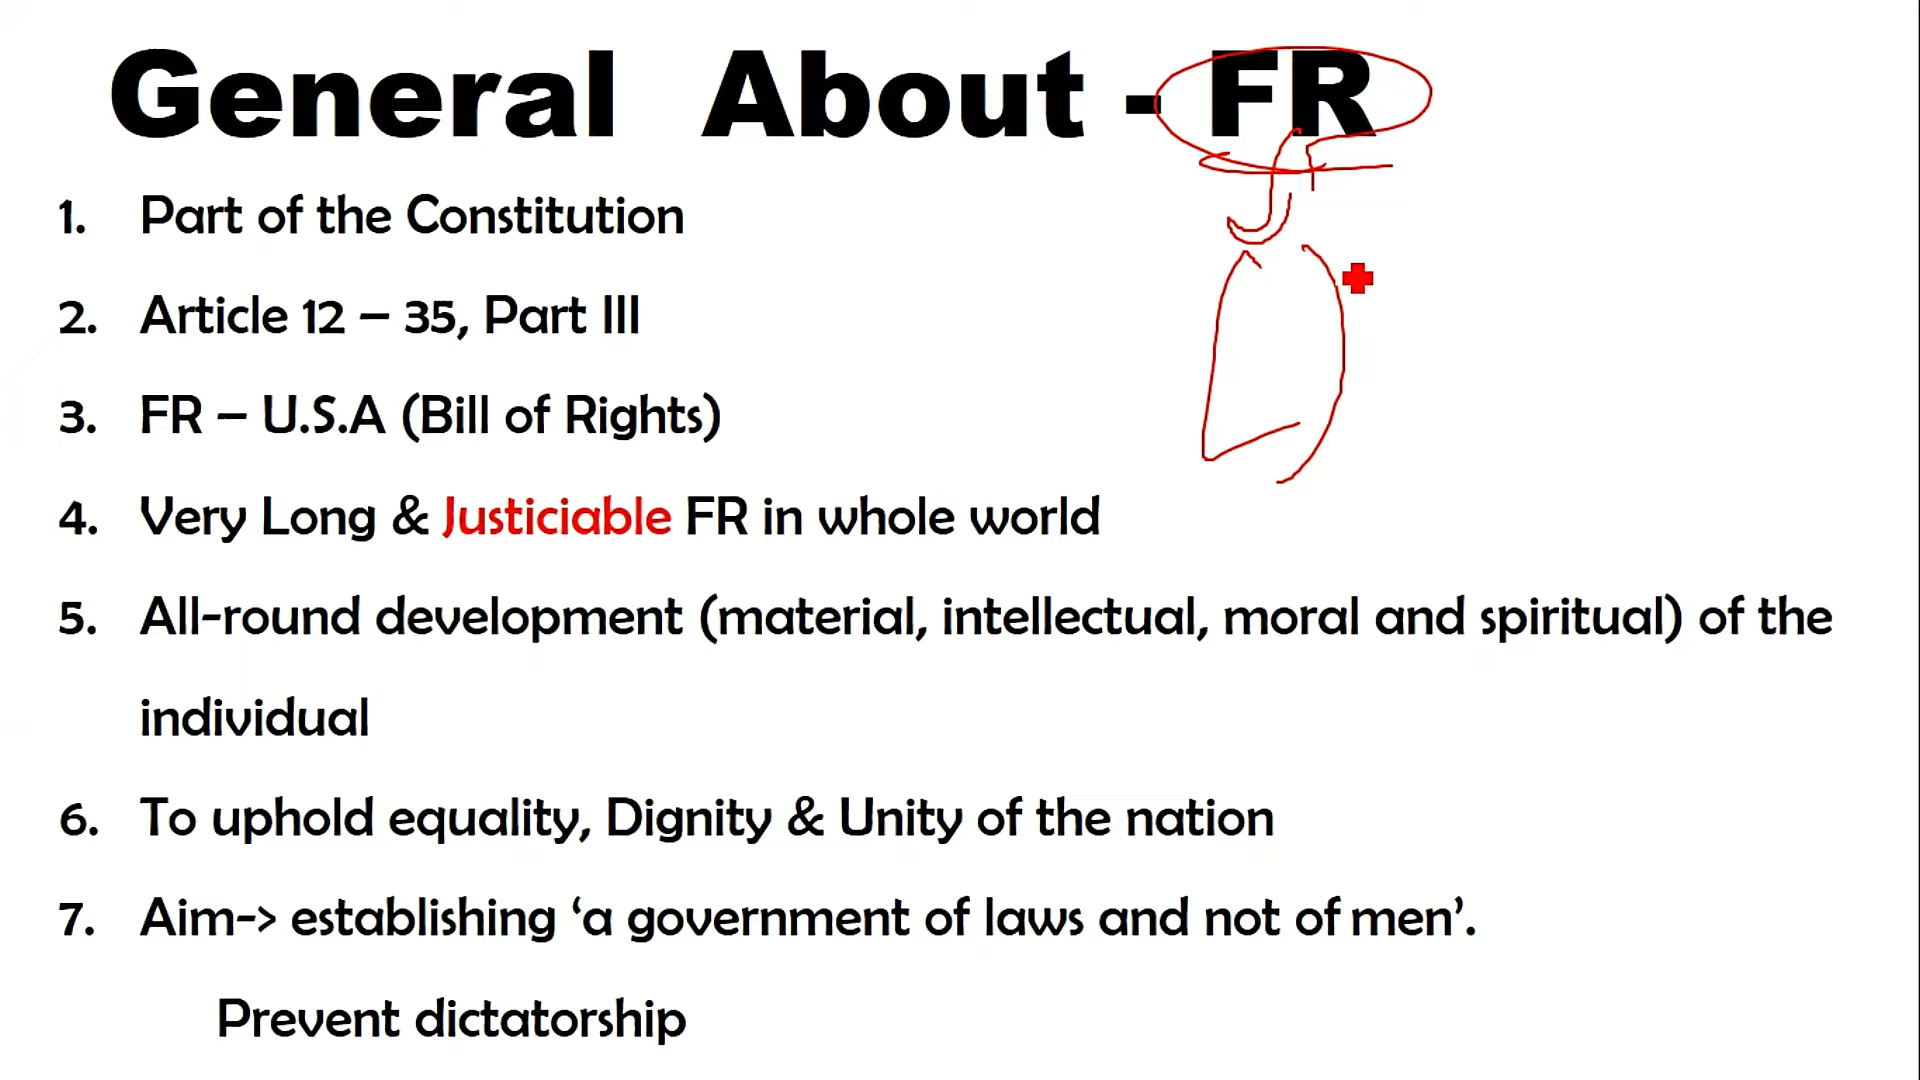 General About - FR
1. Part of the Constitution
2. Article 12 – 35, Part III
3. FR – U.S.A (Bill of Rights)
4. Very Long & Justiciable FR in whole world
5. All-round development (material, intellectual, moral and spiritual) of the
individual
6. To uphold equality, Dignity & Unity of the nation
7. Aim-> establishing ‘a government of laws and not of men’.
Prevent dictatorship